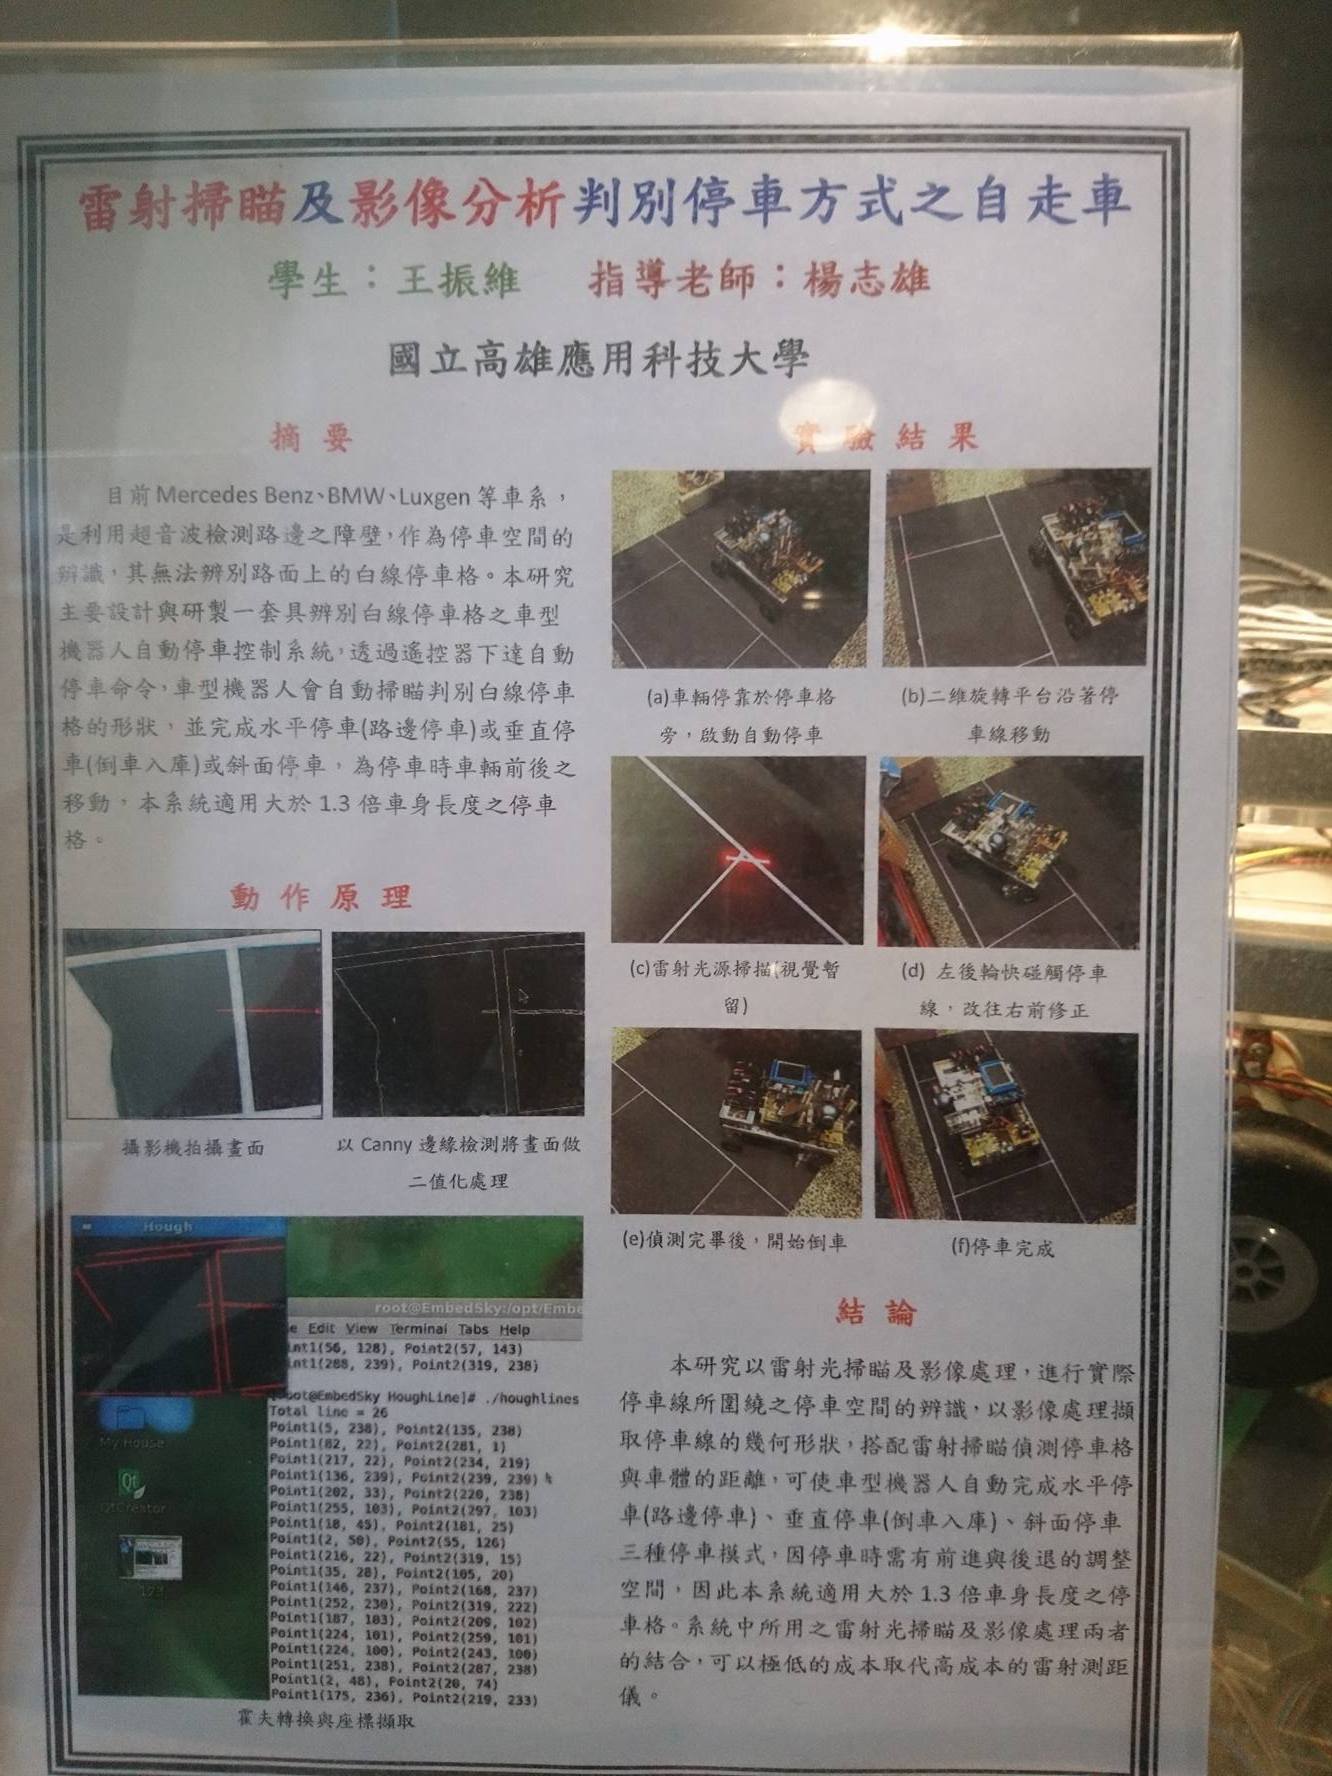 雷射掃瞄及影像分析判別停車方式之自走車
學生：王振維　指導老師：楊志雄
國立高雄應用科技大學
摘 要
目前Mercedes Benz、BMW、Luxgen 等車系，
是利用超音波檢測路邊之障壁，作為停車空間的
辨識，其無法辨別路面上的白線停車格。本研究
主要設計與研製一套具辨別白線停車格之車型
機器人自動停車控制系統，透過遙控器下達自動
停車命令，車型機器人會自動掃瞄判別白線停車
格的形狀，並完成水平停車(路邊停車)或垂直停
車(倒車入庫)或斜面停車，為停車時車輛前後之
移動，本系統適用大於 1.3 倍車身長度之停車
格。
動 作 原 理
攝影機拍攝畫面
以 Canny 邊緣檢測將畫面做
二值化處理
Hough
root@EmbedSky:/opt/Embe
e Edit View Terminal Tabs Help
int1(56, 128), Point2(57, 143)
int1(288, 239), Point2(319, 238)
[root@EmbedSky HoughLine]# ./houghlines
Total line = 26
Point1(5, 238), Point2(135, 238)
Point1(82, 22), Point2(281, 1)
Point1(217, 22), Point2(234, 219)
Point1(136, 239), Point2(239, 239)
Point1(202, 33), Point2(220, 238)
Point1(255, 103), Point2(297, 103)
Point1(18, 45), Point2(181, 25)
Point1(2, 50), Point2(55, 126)
Point1(216, 22), Point2(319, 15)
Point1(35, 28), Point2(105, 20)
Point1(146, 237), Point2(168, 237)
Point1(252, 230), Point2(319, 222)
Point1(187, 103), Point2(209, 102)
Point1(224, 101), Point2(259, 101)
Point1(224, 100), Point2(243, 100)
Point1(251, 238), Point2(287, 238)
Point1(2, 48), Point2(20, 74)
Point1(175, 236), Point2(219, 233)
My House
QtCreator
123
霍夫轉換與座標擷取
實 驗 結 果
(a)車輛停靠於停車格
旁，啟動自動停車
(b)二維旋轉平台沿著停
車線移動
(c)雷射光源掃描(視覺暫
留)
(d) 左後輪快碰觸停車
線，改往右前修正
(e)偵測完畢後，開始倒車
(f)停車完成
結 論
本研究以雷射光掃瞄及影像處理，進行實際
停車線所圍繞之停車空間的辨識，以影像處理擷
取停車線的幾何形狀，搭配雷射掃瞄偵測停車格
與車體的距離，可使車型機器人自動完成水平停
車(路邊停車)、垂直停車(倒車入庫)、斜面停車
三種停車模式，因停車時需有前進與後退的調整
空間，因此本系統適用大於 1.3 倍車身長度之停
車格。系統中所用之雷射光掃瞄及影像處理兩者
的結合，可以極低的成本取代高成本的雷射測距
儀。